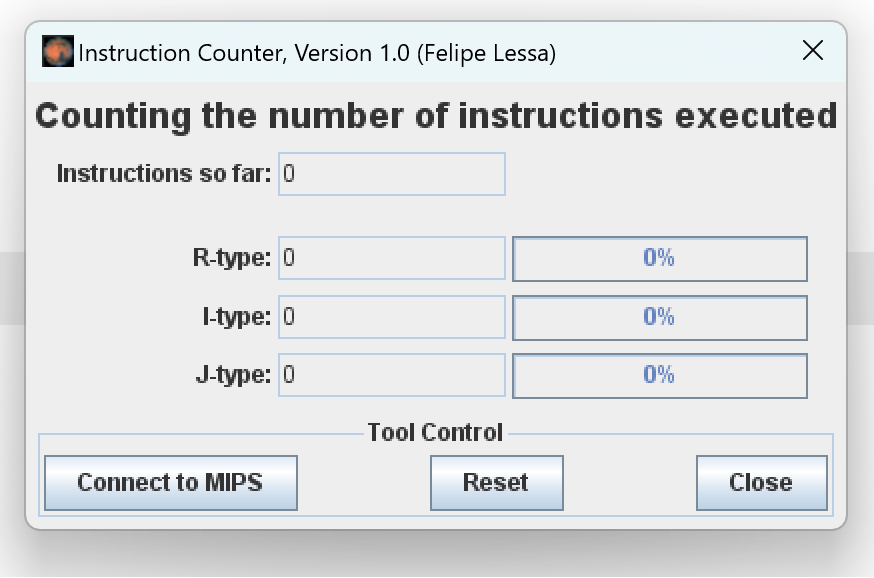 Instruction Counter, Version 1.0 (Felipe Lessa)
Counting the number of instructions executed
Instructions so far: 0
R-type: 0 0%
I-type: 0 0%
J-type: 0 0%
Tool Control
Connect to MIPS Reset Close